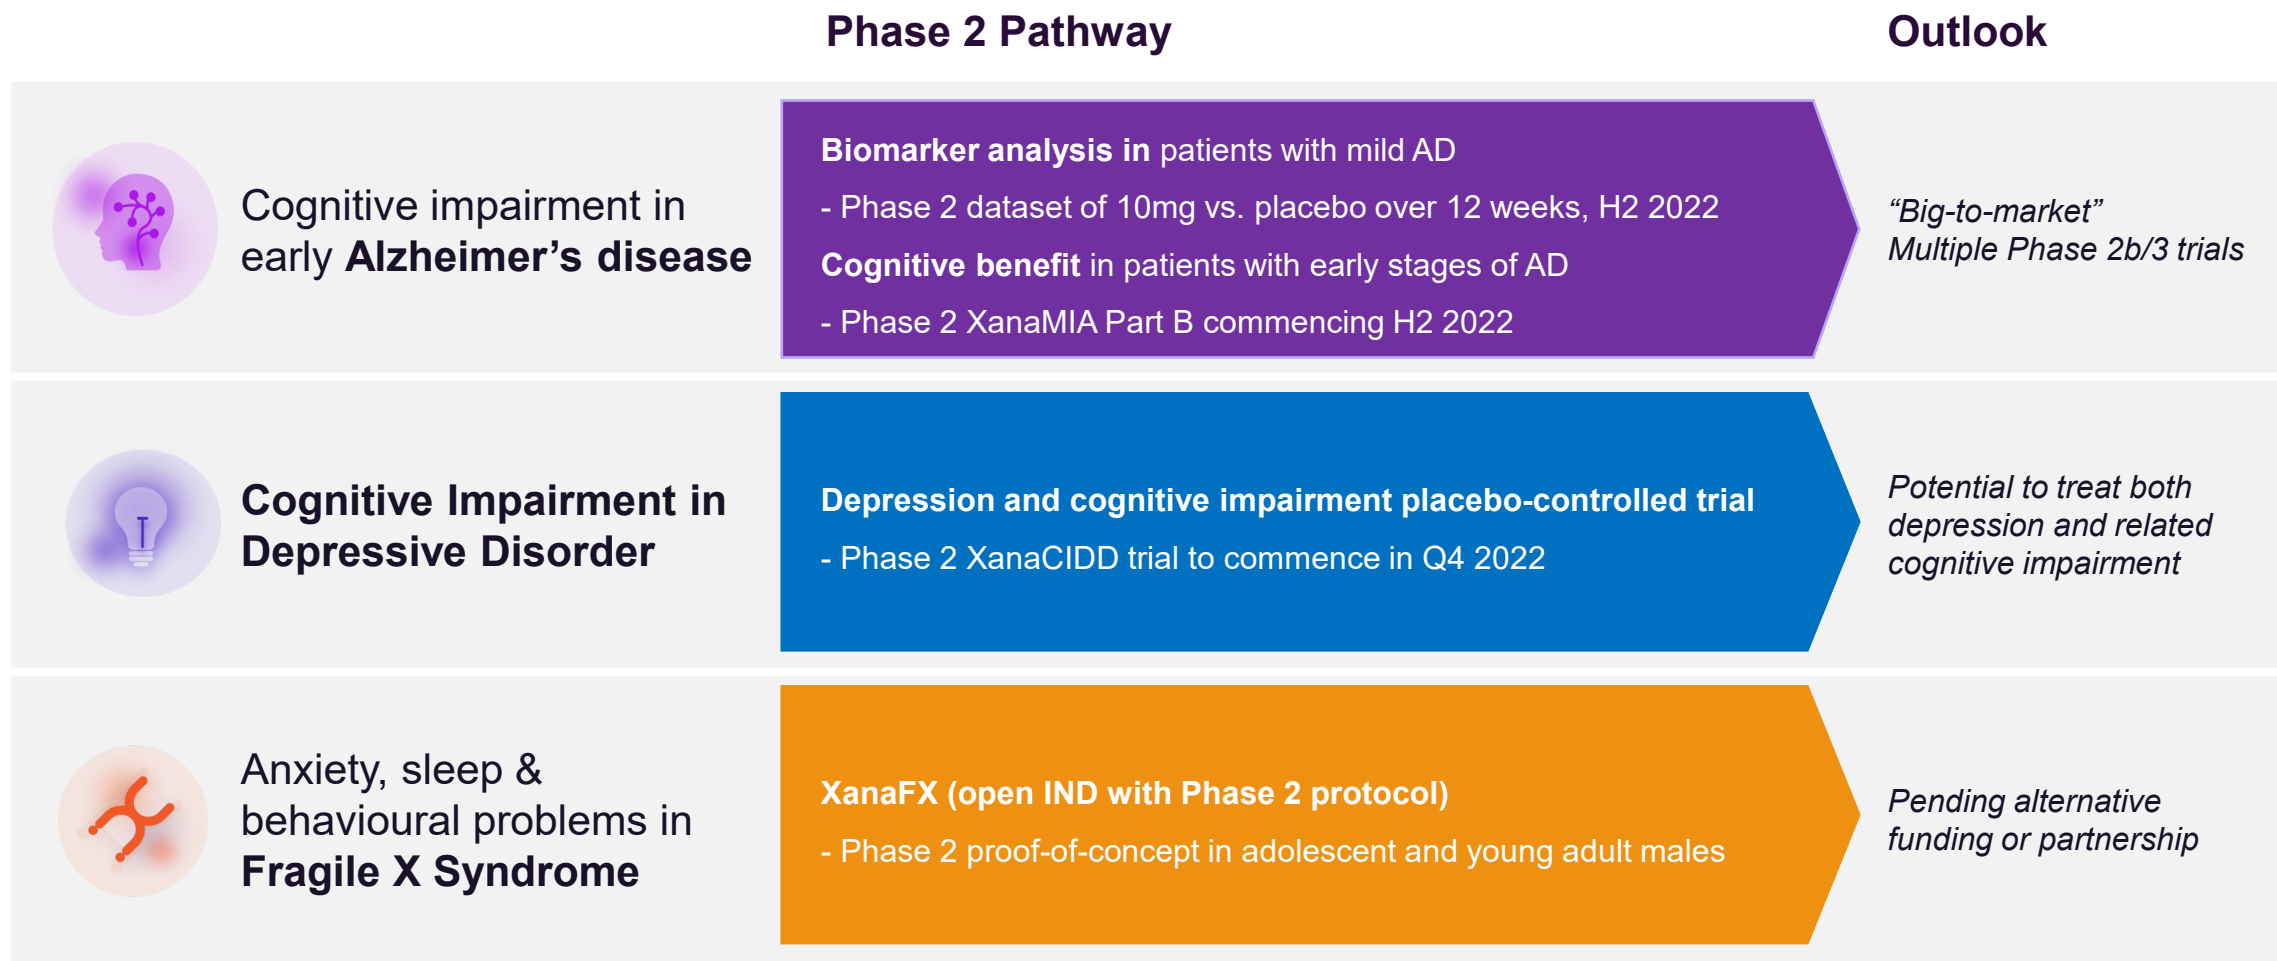 Phase 2 Pathway
Outlook
Cognitive impairment in
early Alzheimer’s disease
Biomarker analysis in patients with mild AD
- Phase 2 dataset of 10mg vs. placebo over 12 weeks, H2 2022
Cognitive benefit in patients with early stages of AD
- Phase 2 XanaMIA Part B commencing H2 2022
“Big-to-market”
Multiple Phase 2b/3 trials
Cognitive Impairment in
Depressive Disorder
Depression and cognitive impairment placebo-controlled trial
- Phase 2 XanaCIDD trial to commence in Q4 2022
Potential to treat both
depression and related
cognitive impairment
Anxiety, sleep &
behavioural problems in
Fragile X Syndrome
XanaFX (open IND with Phase 2 protocol)
- Phase 2 proof-of-concept in adolescent and young adult males
Pending alternative
funding or partnership